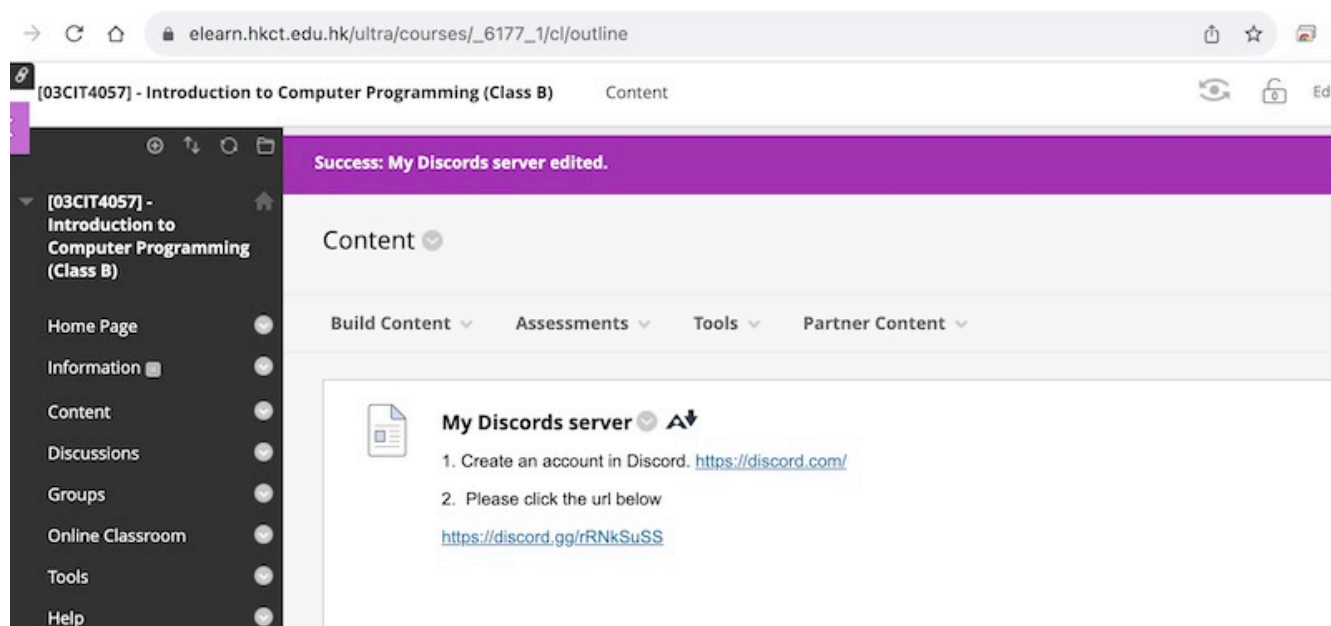 elearn.hkct.edu.hk/ultra/courses/_6177_1/cl/outline
[03CIT4057] - Introduction to Computer Programming (Class B) Content
Ed
Success: My Discords server edited.
[03CIT4057] -
Introduction to
Computer Programming
(Class B)
Home Page
Information
Content
Discussions
Groups
Online Classroom
Tools
Help
Content
Build Content Assessments Tools Partner Content
My Discords server
1. Create an account in Discord. https://discord.com/
2. Please click the url below
https://discord.gg/rRNkSuSS